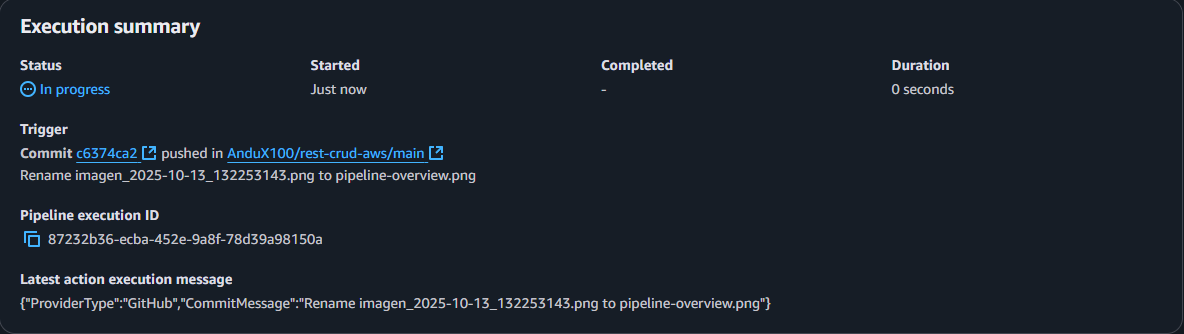 Execution summary
Status Started Completed Duration
In progress Just now - 0 seconds
Trigger
Commit c6374ca2 pushed in AnduX100/rest-crud-aws/main
Rename imagen_2025-10-13_132253143.png to pipeline-overview.png
Pipeline execution ID
87232b36-ecba-452e-9a8f-78d39a98150a
Latest action execution message
{"ProviderType":"GitHub","CommitMessage":"Rename imagen_2025-10-13_132253143.png to pipeline-overview.png"}